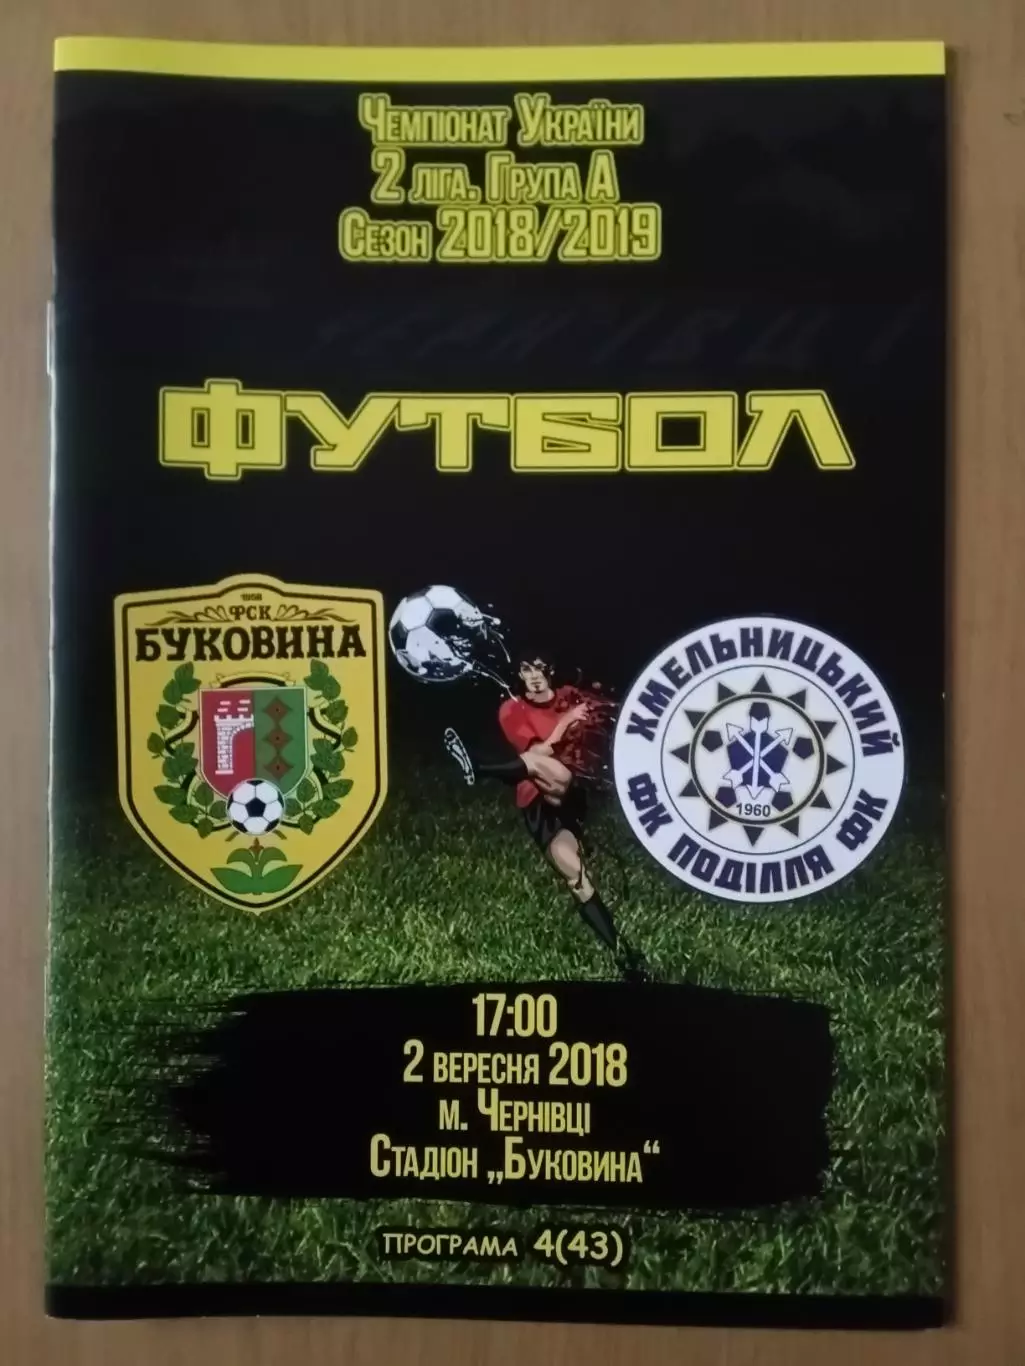 Чемпіонат України
2 ліга. Група А
Сезон 2018/2019
ФУТБОЛ
1958
ФСК
БУКОВИНА
ХМЕЛЬНИЦЬКИЙ
1960
ФК ПОДІЛЛЯ ФК
17:00
2 вересня 2018
м. Чернівці
Стадіон „Буковина“
ПРОГРАМА 4(43)